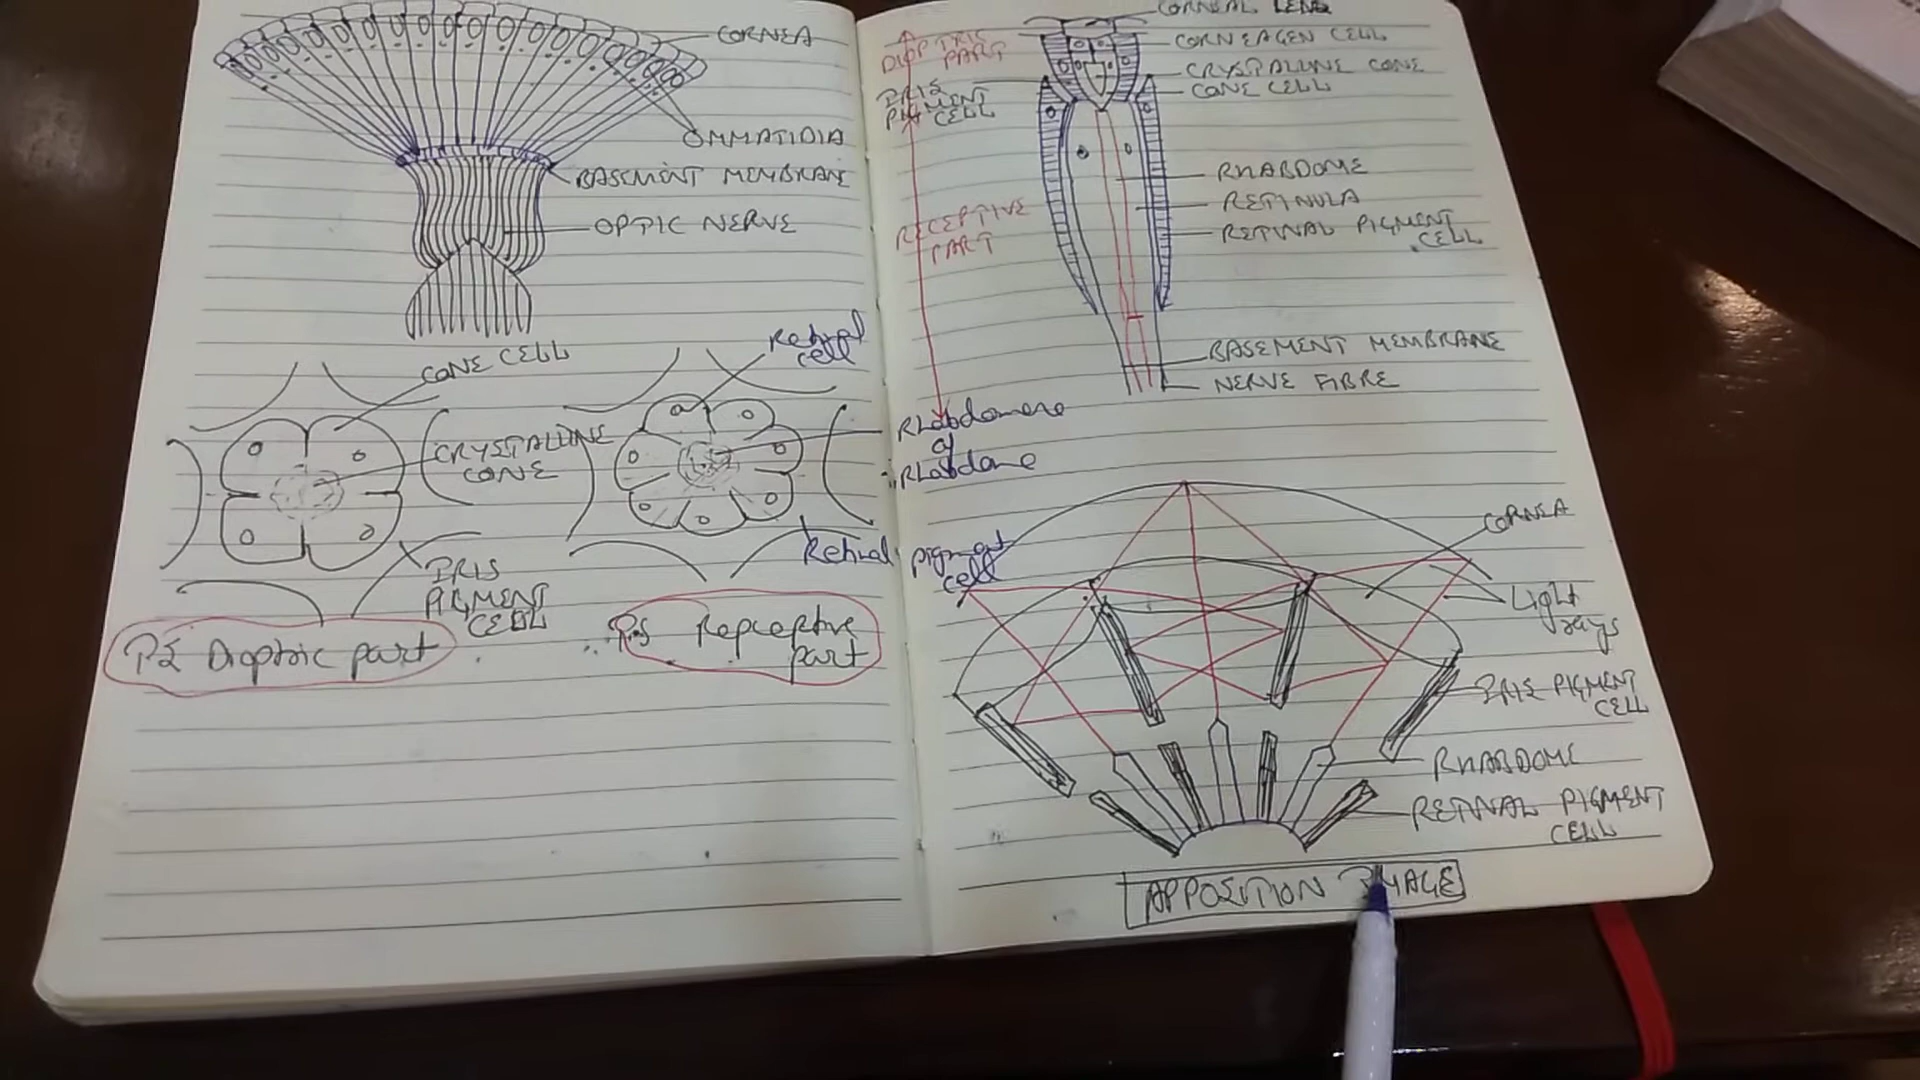 CORNEA
OMMATIDIA
BASEMENT MEMBRANE
OPTIC NERVE
CONE CELL
Retinal
cell
CRYSTALLINE
CONE
Rhabdomere
of
Rhabdome
IRIS
PIGMENT
CELL
Retinal pigment
cell
TS Dioptric part
T.S Repceptive
part
DIOPTRIC
PART
IRIS
PIGMENT
CELL
RECEPTIVE
PART
CORNEAL LENS
CORNEAGEN CELL
CRYSTALLINE CONE
CONE CELL
RHABDOME
RETINULA
RETINAL PIGMENT
CELL
BASEMENT MEMBRANE
NERVE FIBRE
CORNEA
Light
rays
IRIS PIGMENT
CELL
RHABDOME
RETINAL PIGMENT
CELL
APPOSITION IMAGE